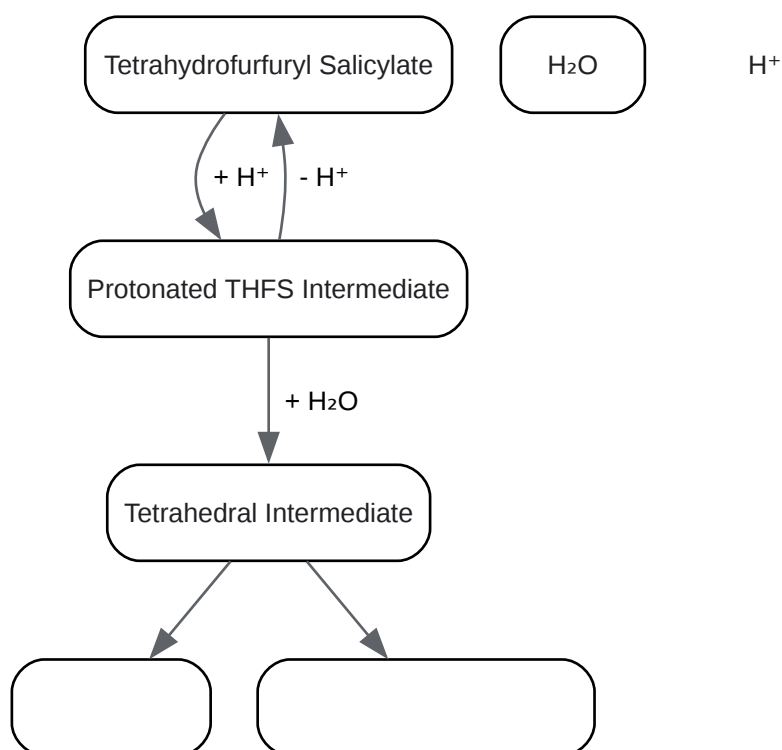 Tetrahydrofurfuryl Salicylate
H₂O
H⁺
+ H⁺
- H⁺
Protonated THFS Intermediate
+ H₂O
Tetrahedral Intermediate